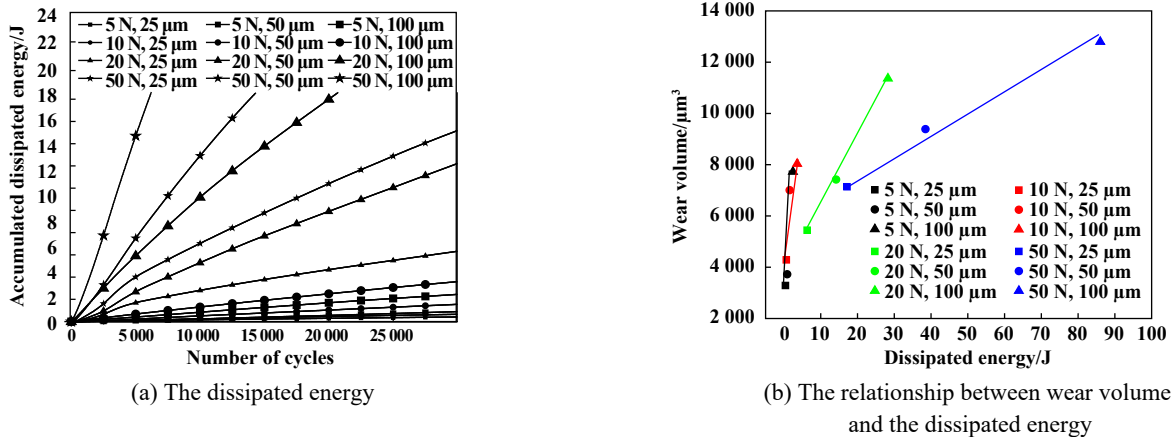 24
22
20
18
16
14
12
10
8
6
4
2
0
Accumulated dissipated energy/J
5 N, 25 µm 5 N, 50 µm 5 N, 100 µm
10 N, 25 µm 10 N, 50 µm 10 N, 100 µm
20 N, 25 µm 20 N, 50 µm 20 N, 100 µm
50 N, 25 µm 50 N, 50 µm 50 N, 100 µm
0 5 000 10 000 15 000 20 000 25 000
Number of cycles
(a) The dissipated energy
14 000
12 000
10 000
8 000
6 000
4 000
2 000
Wear volume/µm³
5 N, 25 µm 10 N, 25 µm
5 N, 50 µm 10 N, 50 µm
5 N, 100 µm 10 N, 100 µm
20 N, 25 µm 50 N, 25 µm
20 N, 50 µm 50 N, 50 µm
20 N, 100 µm 50 N, 100 µm
0 10 20 30 40 50 60 70 80 90 100
Dissipated energy/J
(b) The relationship between wear volume
and the dissipated energy